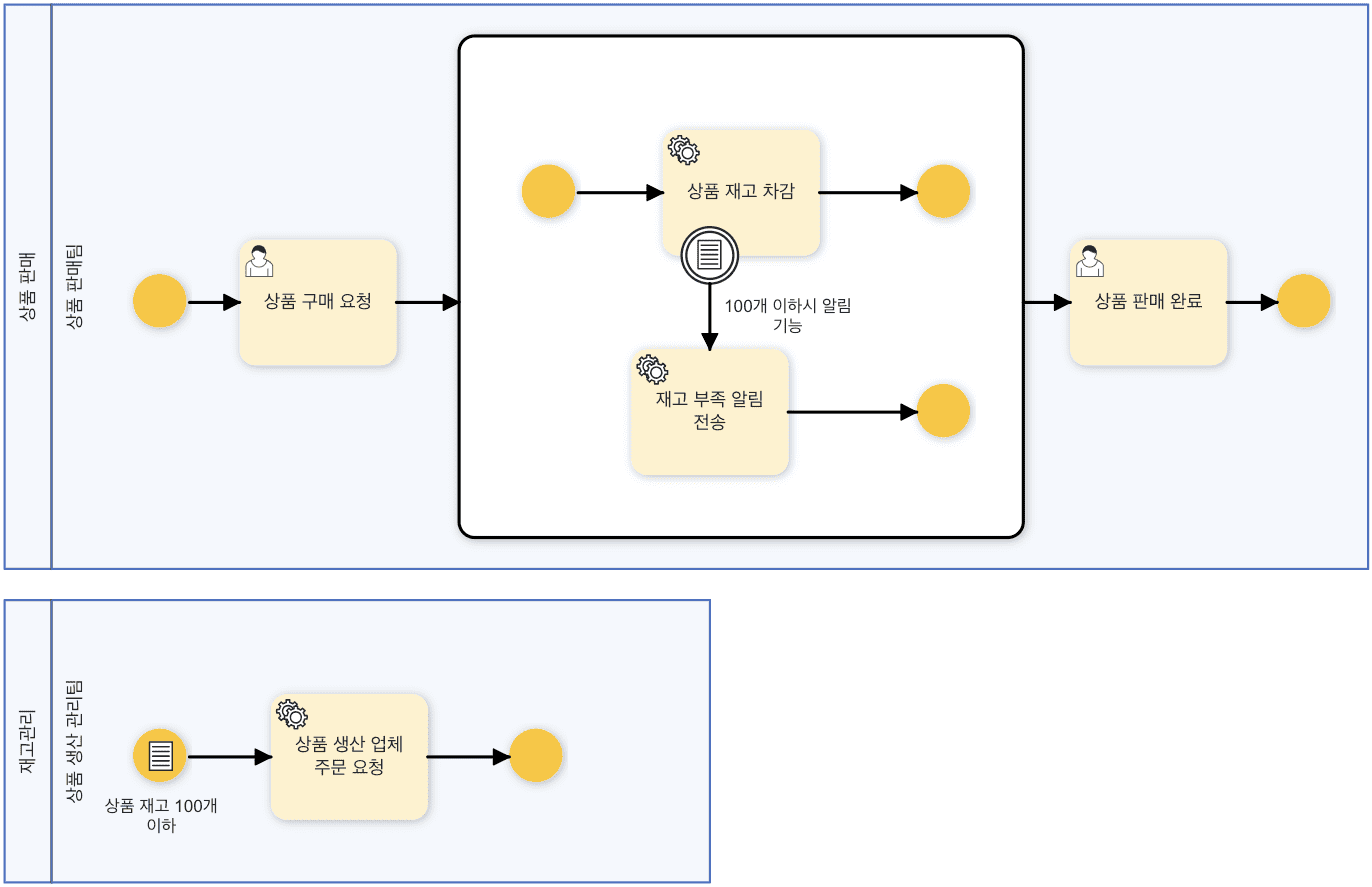 상품 판매
상품 판매팀
상품 구매 요청
상품 재고 차감
100개 이하시 알림
기능
재고 부족 알림
전송
상품 판매 완료
재고관리
상품 생산 관리팀
상품 재고 100개
이하
상품 생산 업체
주문 요청